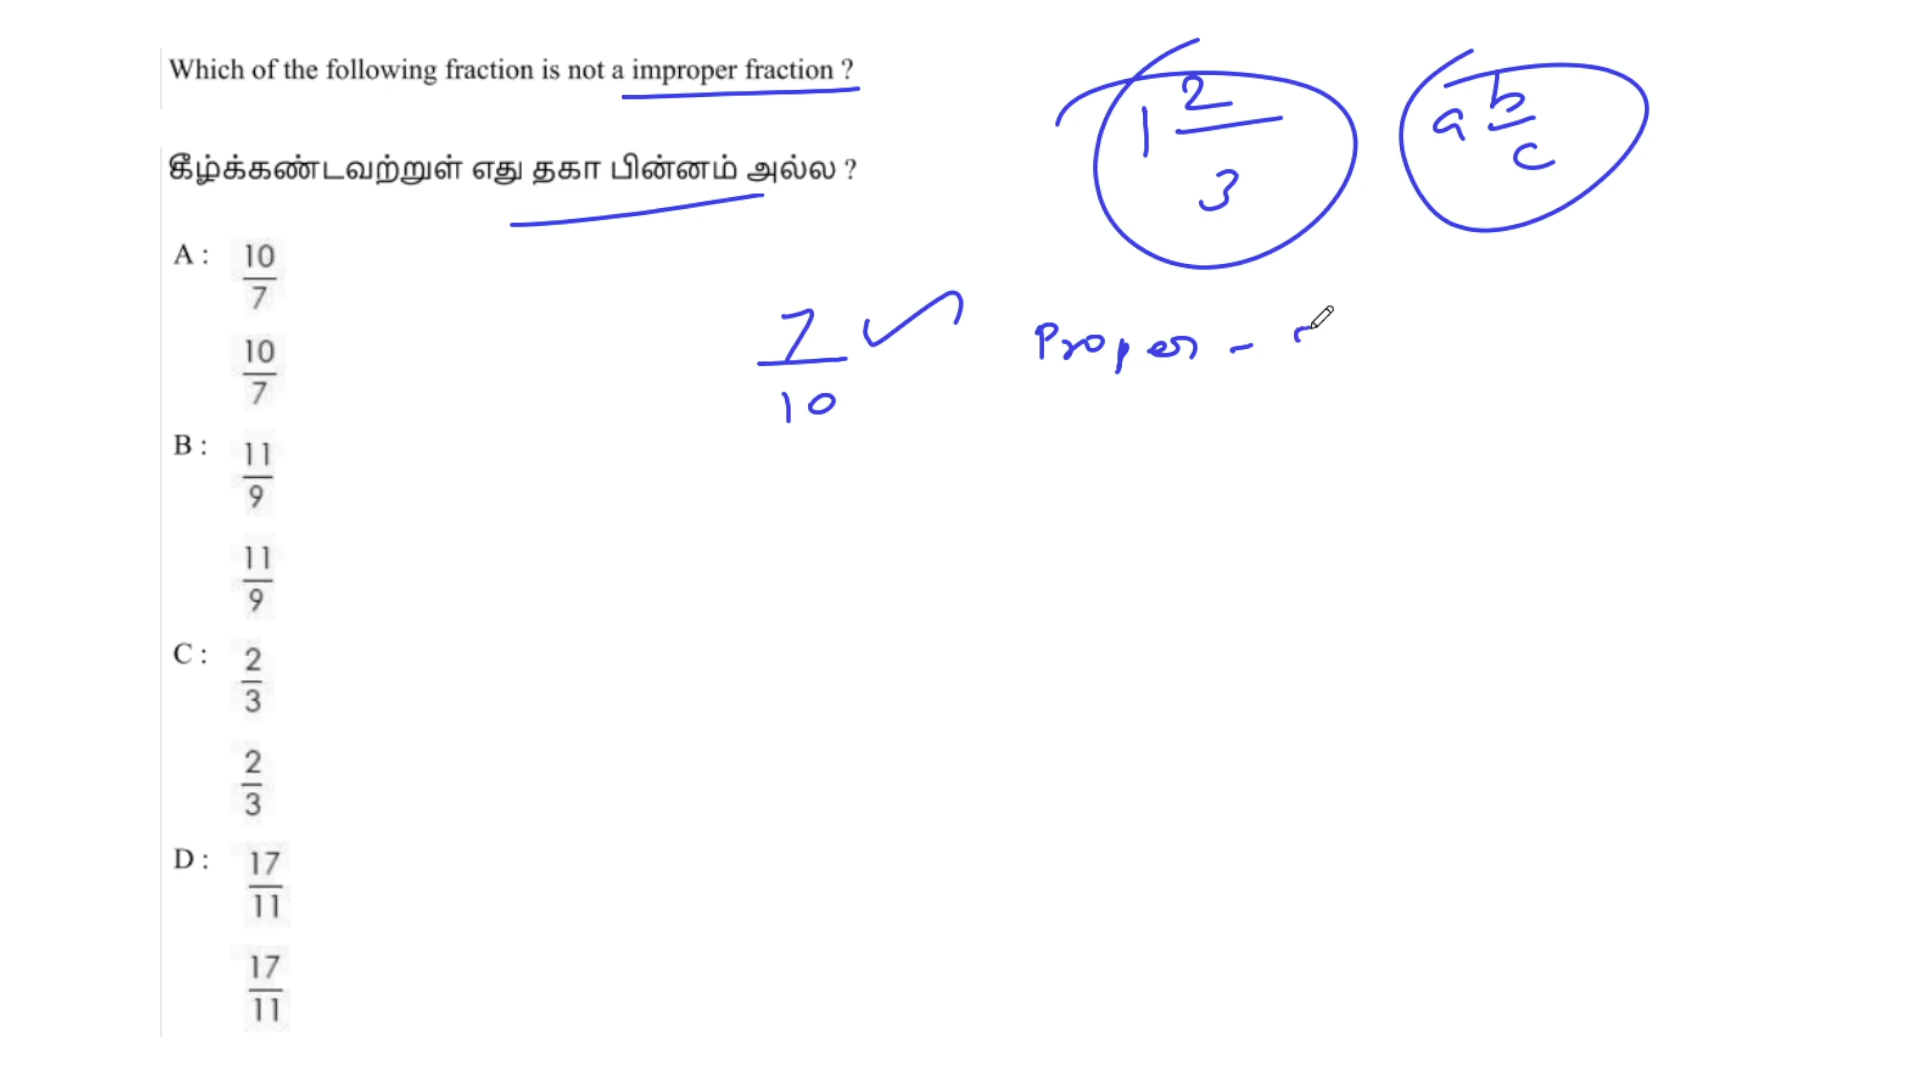 Which of the following fraction is not a improper fraction ?
கீழ்க்கண்டவற்றுள் எது தகா பின்னம் அல்ல ?
A : 10/7
10/7
B : 11/9
11/9
C : 2/3
2/3
D : 17/11
17/11
1 2/3
a b/c
7/10
Proper -